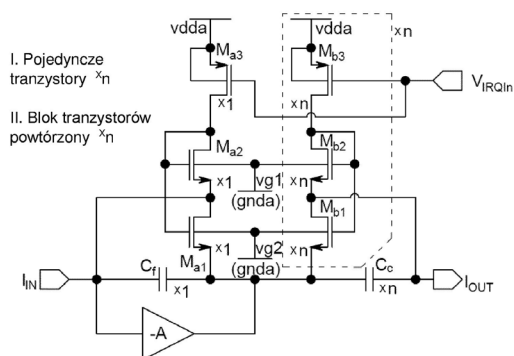 vdda
vdda
xn
I. Pojedyncze
tranzystory xn
II. Blok tranzystorów
powtórzony xn
Ma3
Mb3
x1
xn
VIRQIn
Ma2
Mb2
x1
vg1
(gnda)
xn
Mb1
x1
vg2
(gnda)
xn
Ma1
IIN
Cf
x1
Cc
xn
IOUT
-A